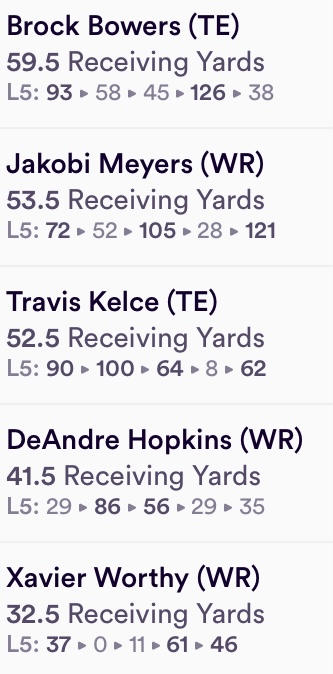 Brock Bowers (TE)
59.5 Receiving Yards
L5: 93 ▸ 58 ▸ 45 ▸ 126 ▸ 38
Jakobi Meyers (WR)
53.5 Receiving Yards
L5: 72 ▸ 52 ▸ 105 ▸ 28 ▸ 121
Travis Kelce (TE)
52.5 Receiving Yards
L5: 90 ▸ 100 ▸ 64 ▸ 8 ▸ 62
DeAndre Hopkins (WR)
41.5 Receiving Yards
L5: 29 ▸ 86 ▸ 56 ▸ 29 ▸ 35
Xavier Worthy (WR)
32.5 Receiving Yards
L5: 37 ▸ 0 ▸ 11 ▸ 61 ▸ 46